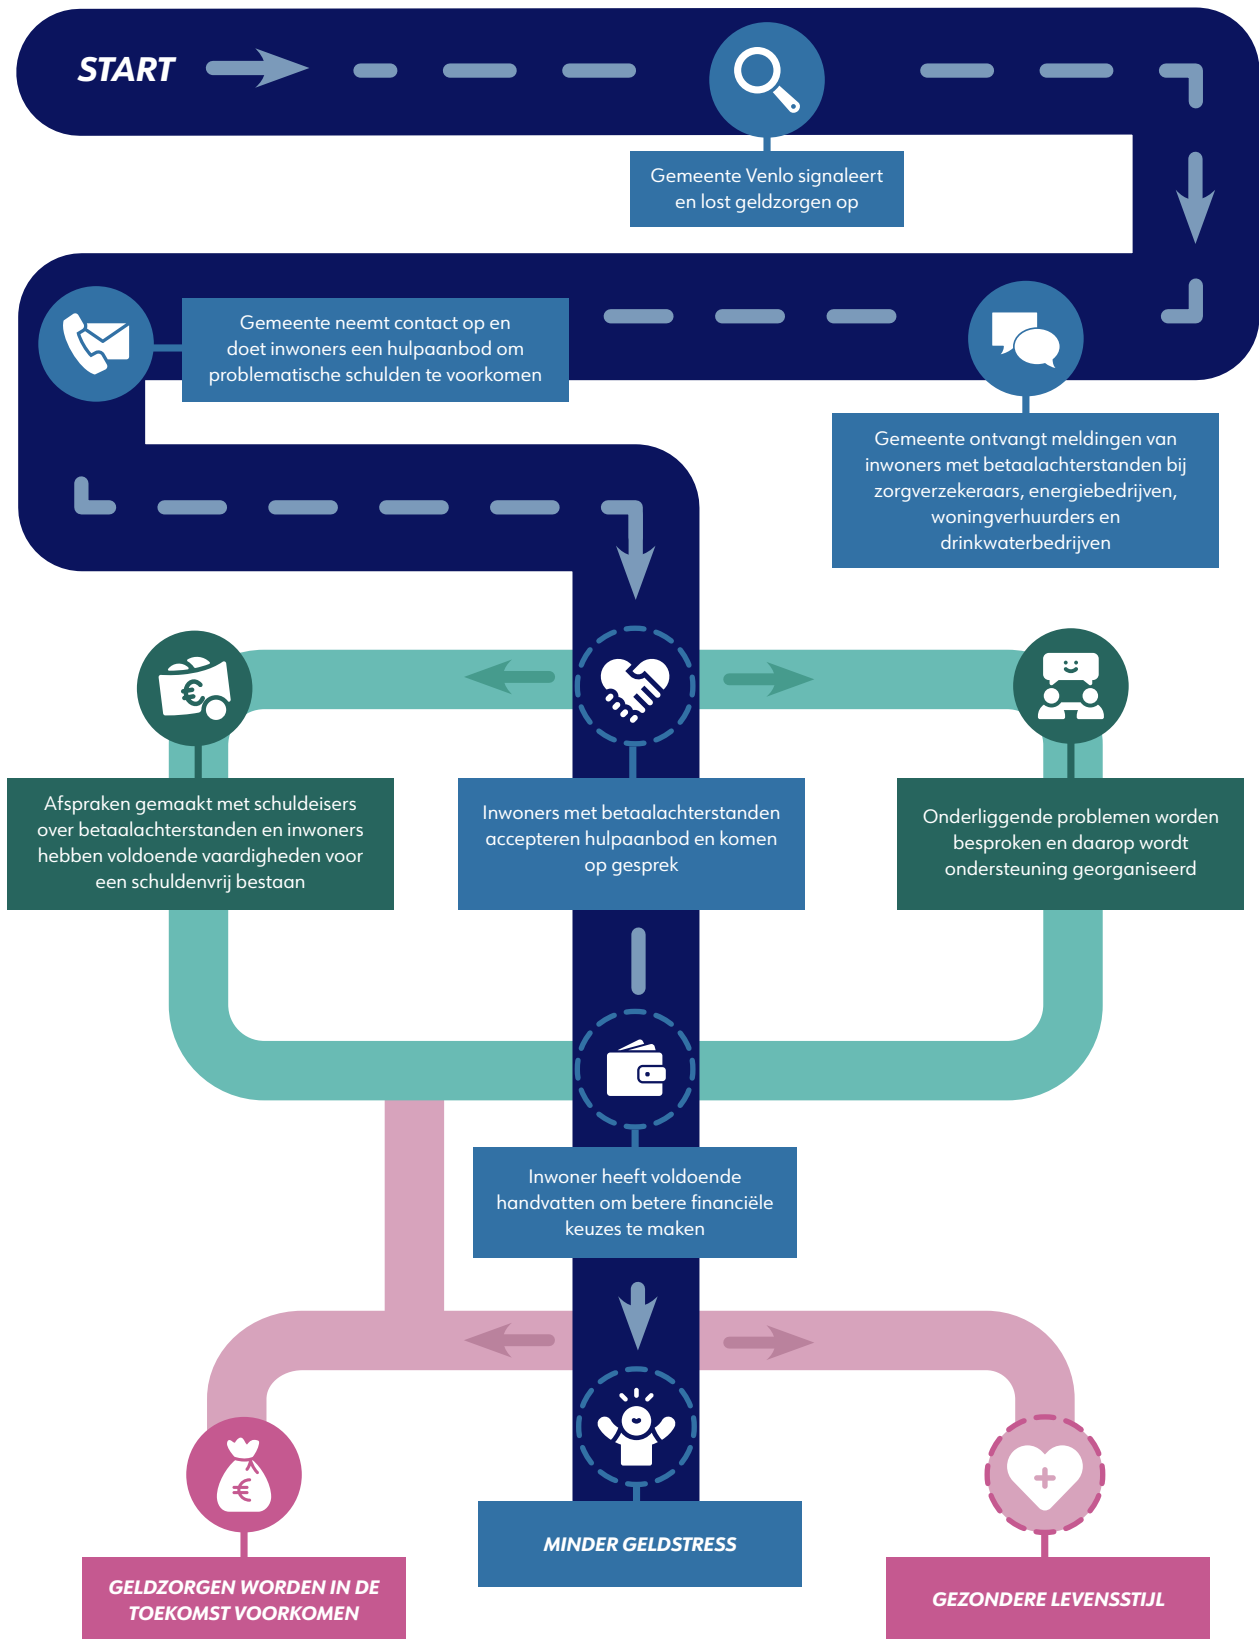 START
Gemeente Venlo signaleert
en lost geldzorgen op
Gemeente neemt contact op en
doet inwoners een hulpaanbod om
problematische schulden te voorkomen
Gemeente ontvangt meldingen van
inwoners met betaalachterstanden bij
zorgverzekeraars, energiebedrijven,
woningverhuurders en
drinkwaterbedrijven
Afspraken gemaakt met schuldeisers
over betaalachterstanden en inwoners
hebben voldoende vaardigheden voor
een schuldenvrij bestaan
Inwoners met betaalachterstanden
accepteren hulpaanbod en komen
op gesprek
Onderliggende problemen worden
besproken en daarop wordt
ondersteuning georganiseerd
Inwoner heeft voldoende
handvatten om betere financiële
keuzes te maken
MINDER GELDSTRESS
GELDZORGEN WORDEN IN DE
TOEKOMST VOORKOMEN
GEZONDERE LEVENSSTIJL